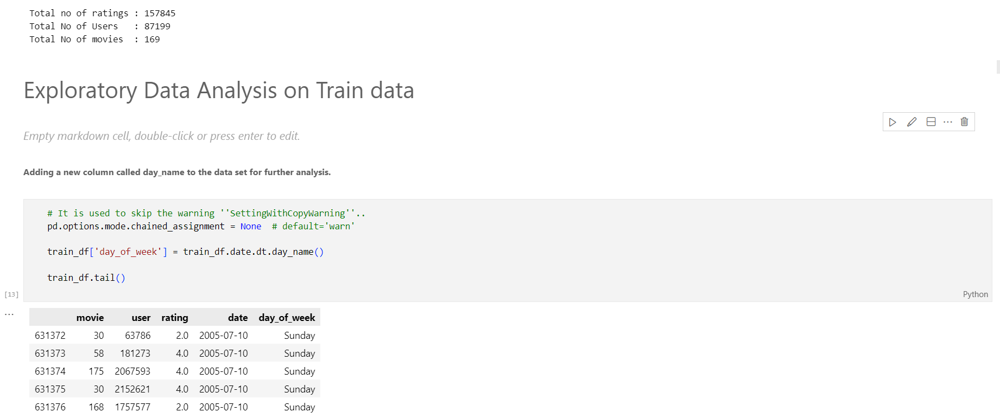 Total no of ratings : 157845
Total No of Users   : 87199
Total No of movies  : 169
Exploratory Data Analysis on Train data
Empty markdown cell, double-click or press enter to edit.
Adding a new column called day_name to the data set for further analysis.
# It is used to skip the warning ''SettingWithCopyWarning''..
pd.options.mode.chained_assignment = None  # default='warn'
train_df['day_of_week'] = train_df.date.dt.day_name()
train_df.tail()
[13]
Python
movie user rating date day_of_week
631372 30 63786 2.0 2005-07-10 Sunday
631373 58 181273 4.0 2005-07-10 Sunday
631374 175 2067593 4.0 2005-07-10 Sunday
631375 30 2152621 4.0 2005-07-10 Sunday
631376 168 1757577 2.0 2005-07-10 Sunday